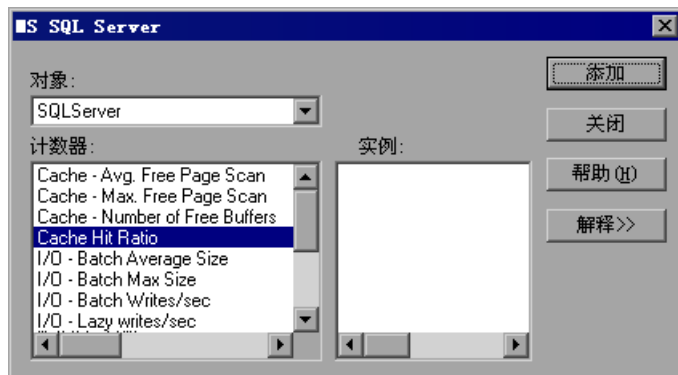 MS SQL Server
对象:
SQLServer
计数器:
实例:
Cache - Avg. Free Page Scan
Cache - Max. Free Page Scan
Cache - Number of Free Buffers
Cache Hit Ratio
I/O - Batch Average Size
I/O - Batch Max Size
I/O - Batch Writes/sec
I/O - Lazy writes/sec
添加
关闭
帮助(H)
解释>>